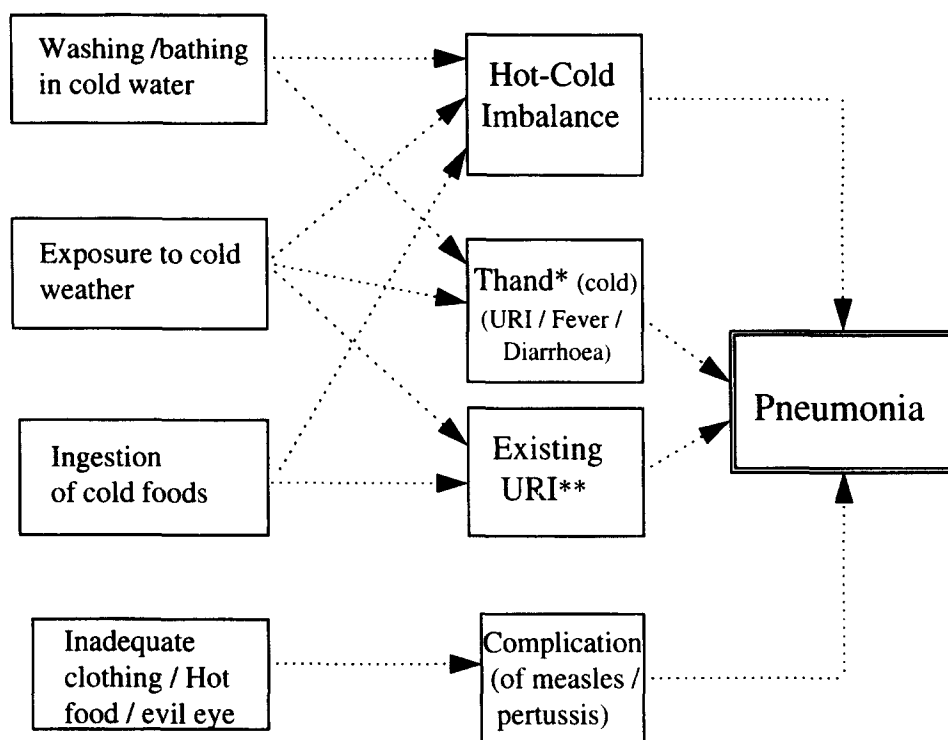 Washing /bathing
in cold water
Hot-Cold
Imbalance
Exposure to cold
weather
Thand* (cold)
(URI / Fever /
Diarrhoea)
Pneumonia
Ingestion
of cold foods
Existing
URI**
Inadequate
clothing / Hot
food / evil eye
Complication
(of measles /
pertussis)